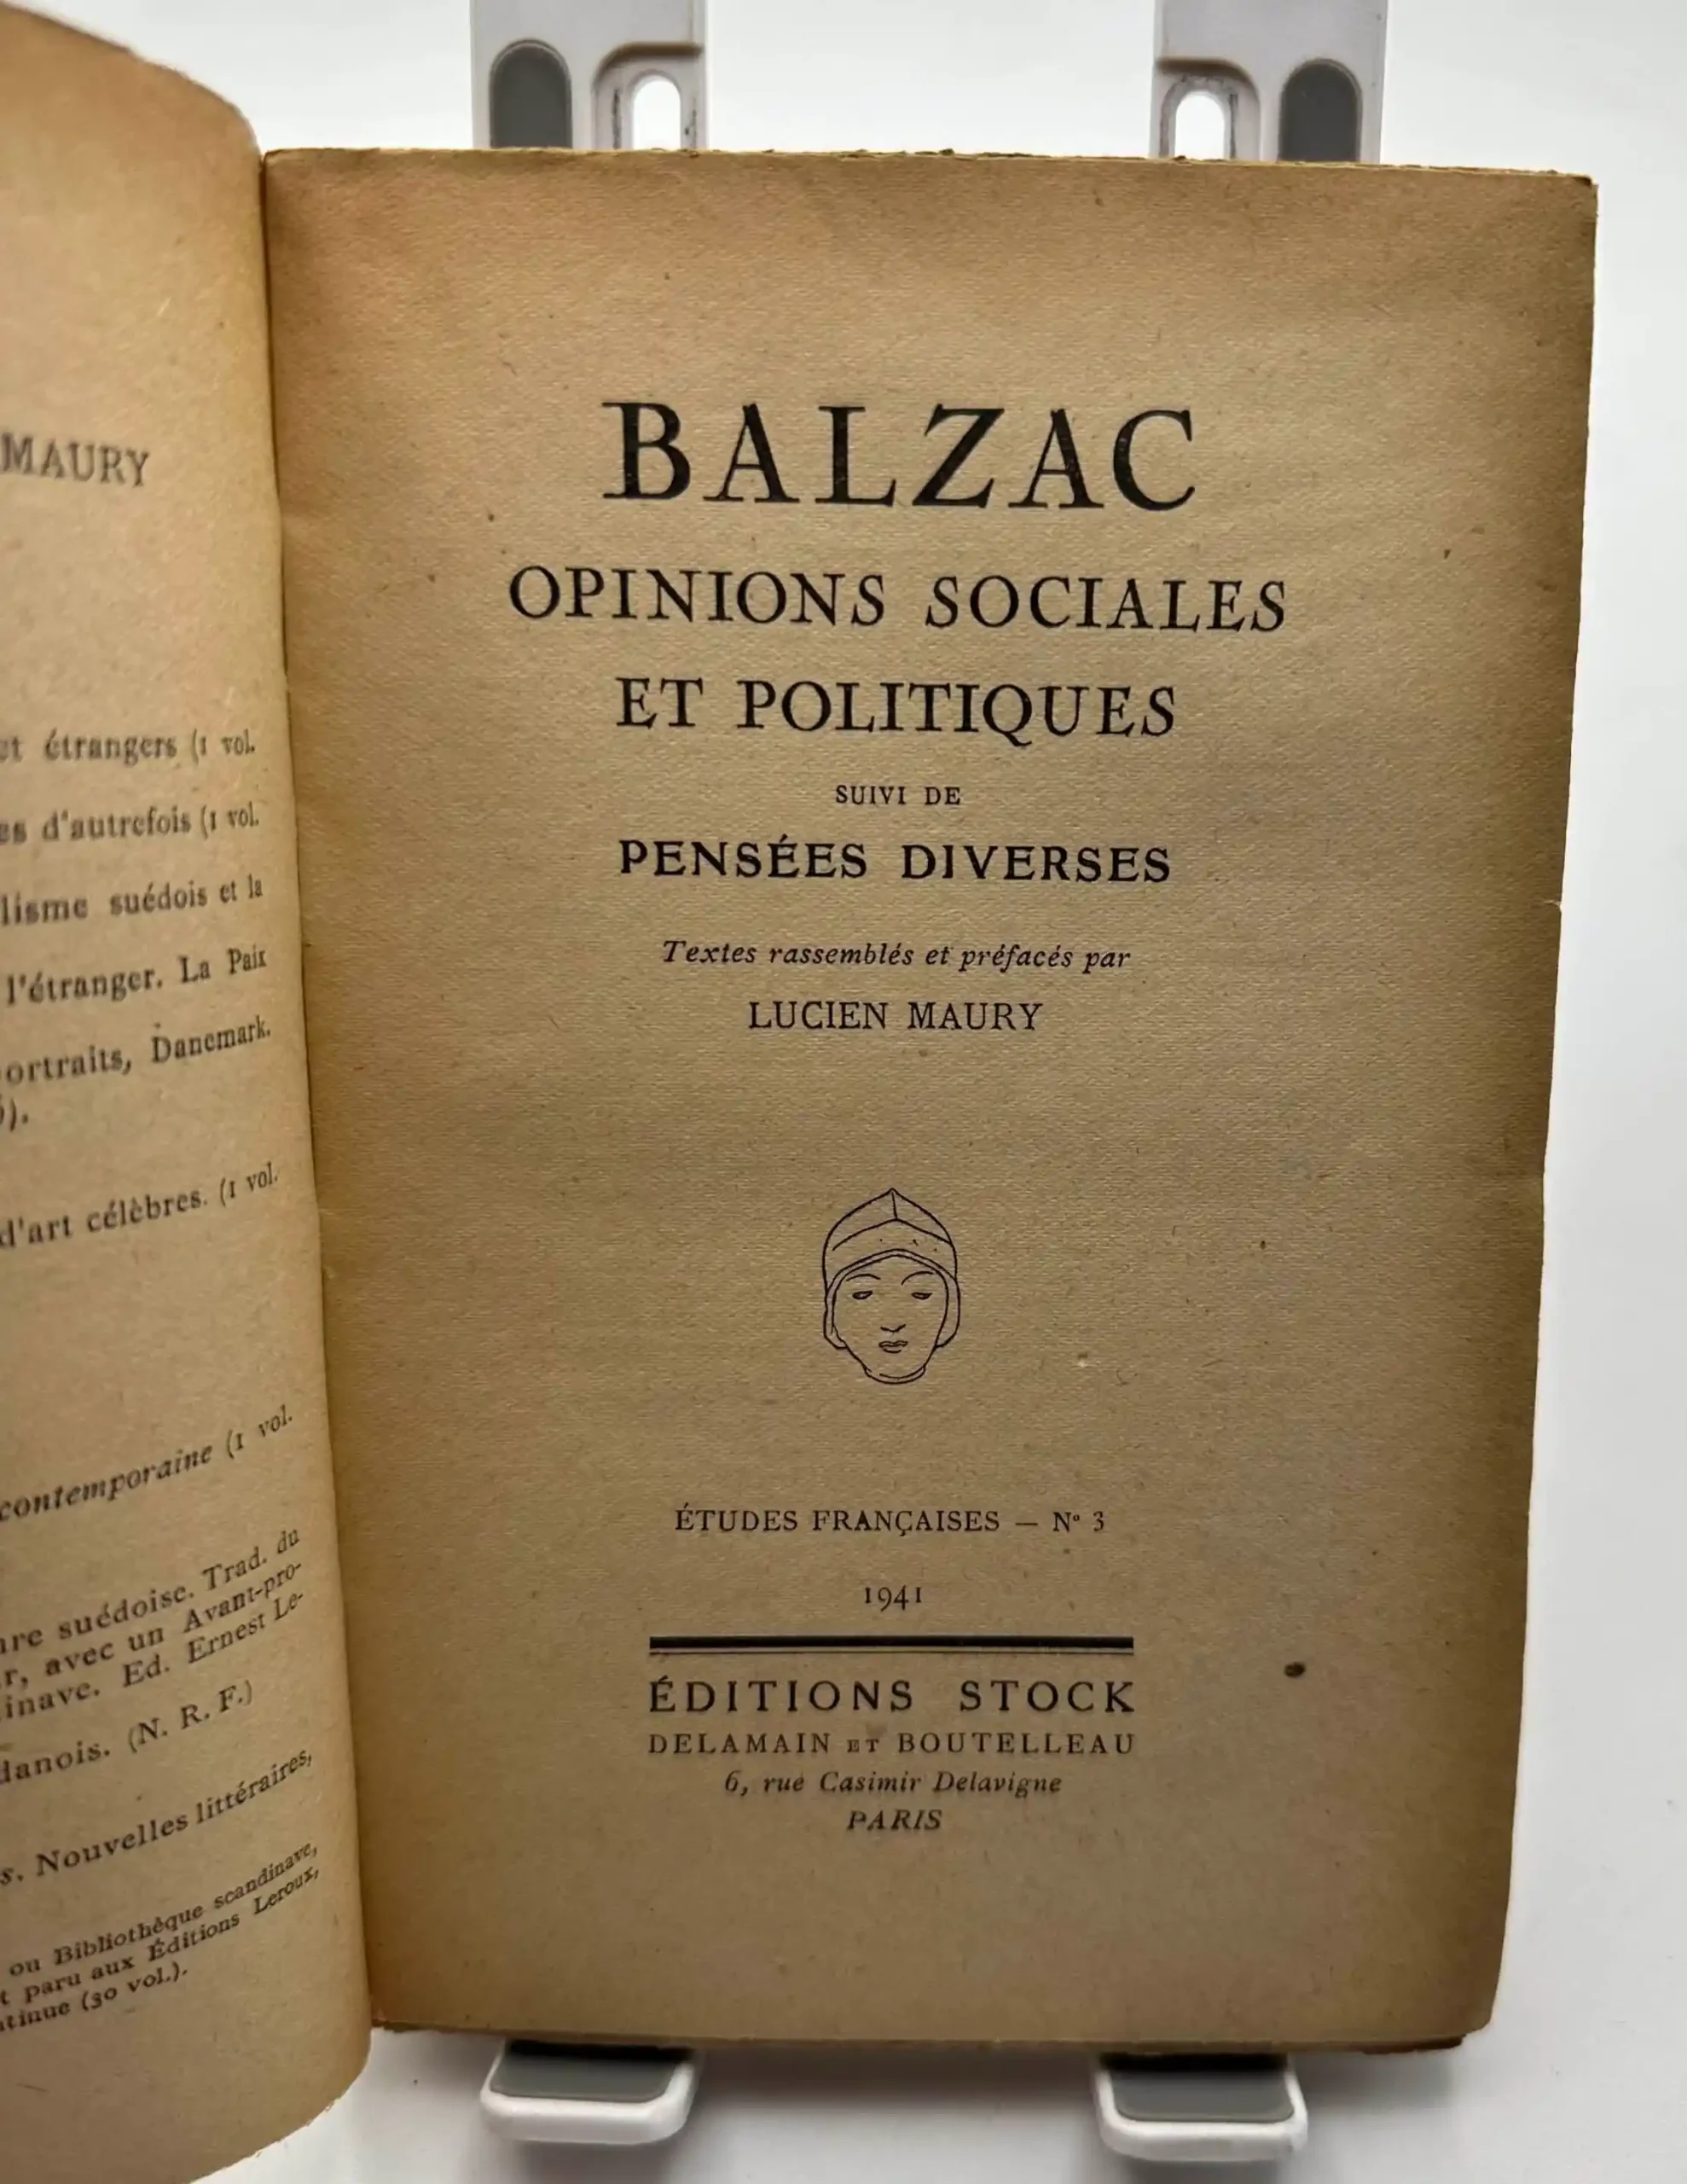 MAURY
et étrangers (1 vol.
es d'autrefois (1 vol.
lisme suédois et la
l'étranger. La Paix
ortraits, Danemark.
).
d'art célèbres. (1 vol.
contemporaine (1 vol.
re suédoise. Trad. du
r, avec un Avant-pro-
inave. Ed. Ernest Le-
danois. (N. R. F.)
s. Nouvelles littéraires,
ou Bibliothèque scandinave,
t paru aux Éditions Leroux,
tinue (30 vol.).
BALZAC
OPINIONS SOCIALES
ET POLITIQUES
SUIVI DE
PENSÉES DIVERSES
Textes rassemblés et préfacés par
LUCIEN MAURY
ÉTUDES FRANÇAISES — N° 3
1941
ÉDITIONS STOCK
DELAMAIN ET BOUTELLEAU
6, rue Casimir Delavigne
PARIS